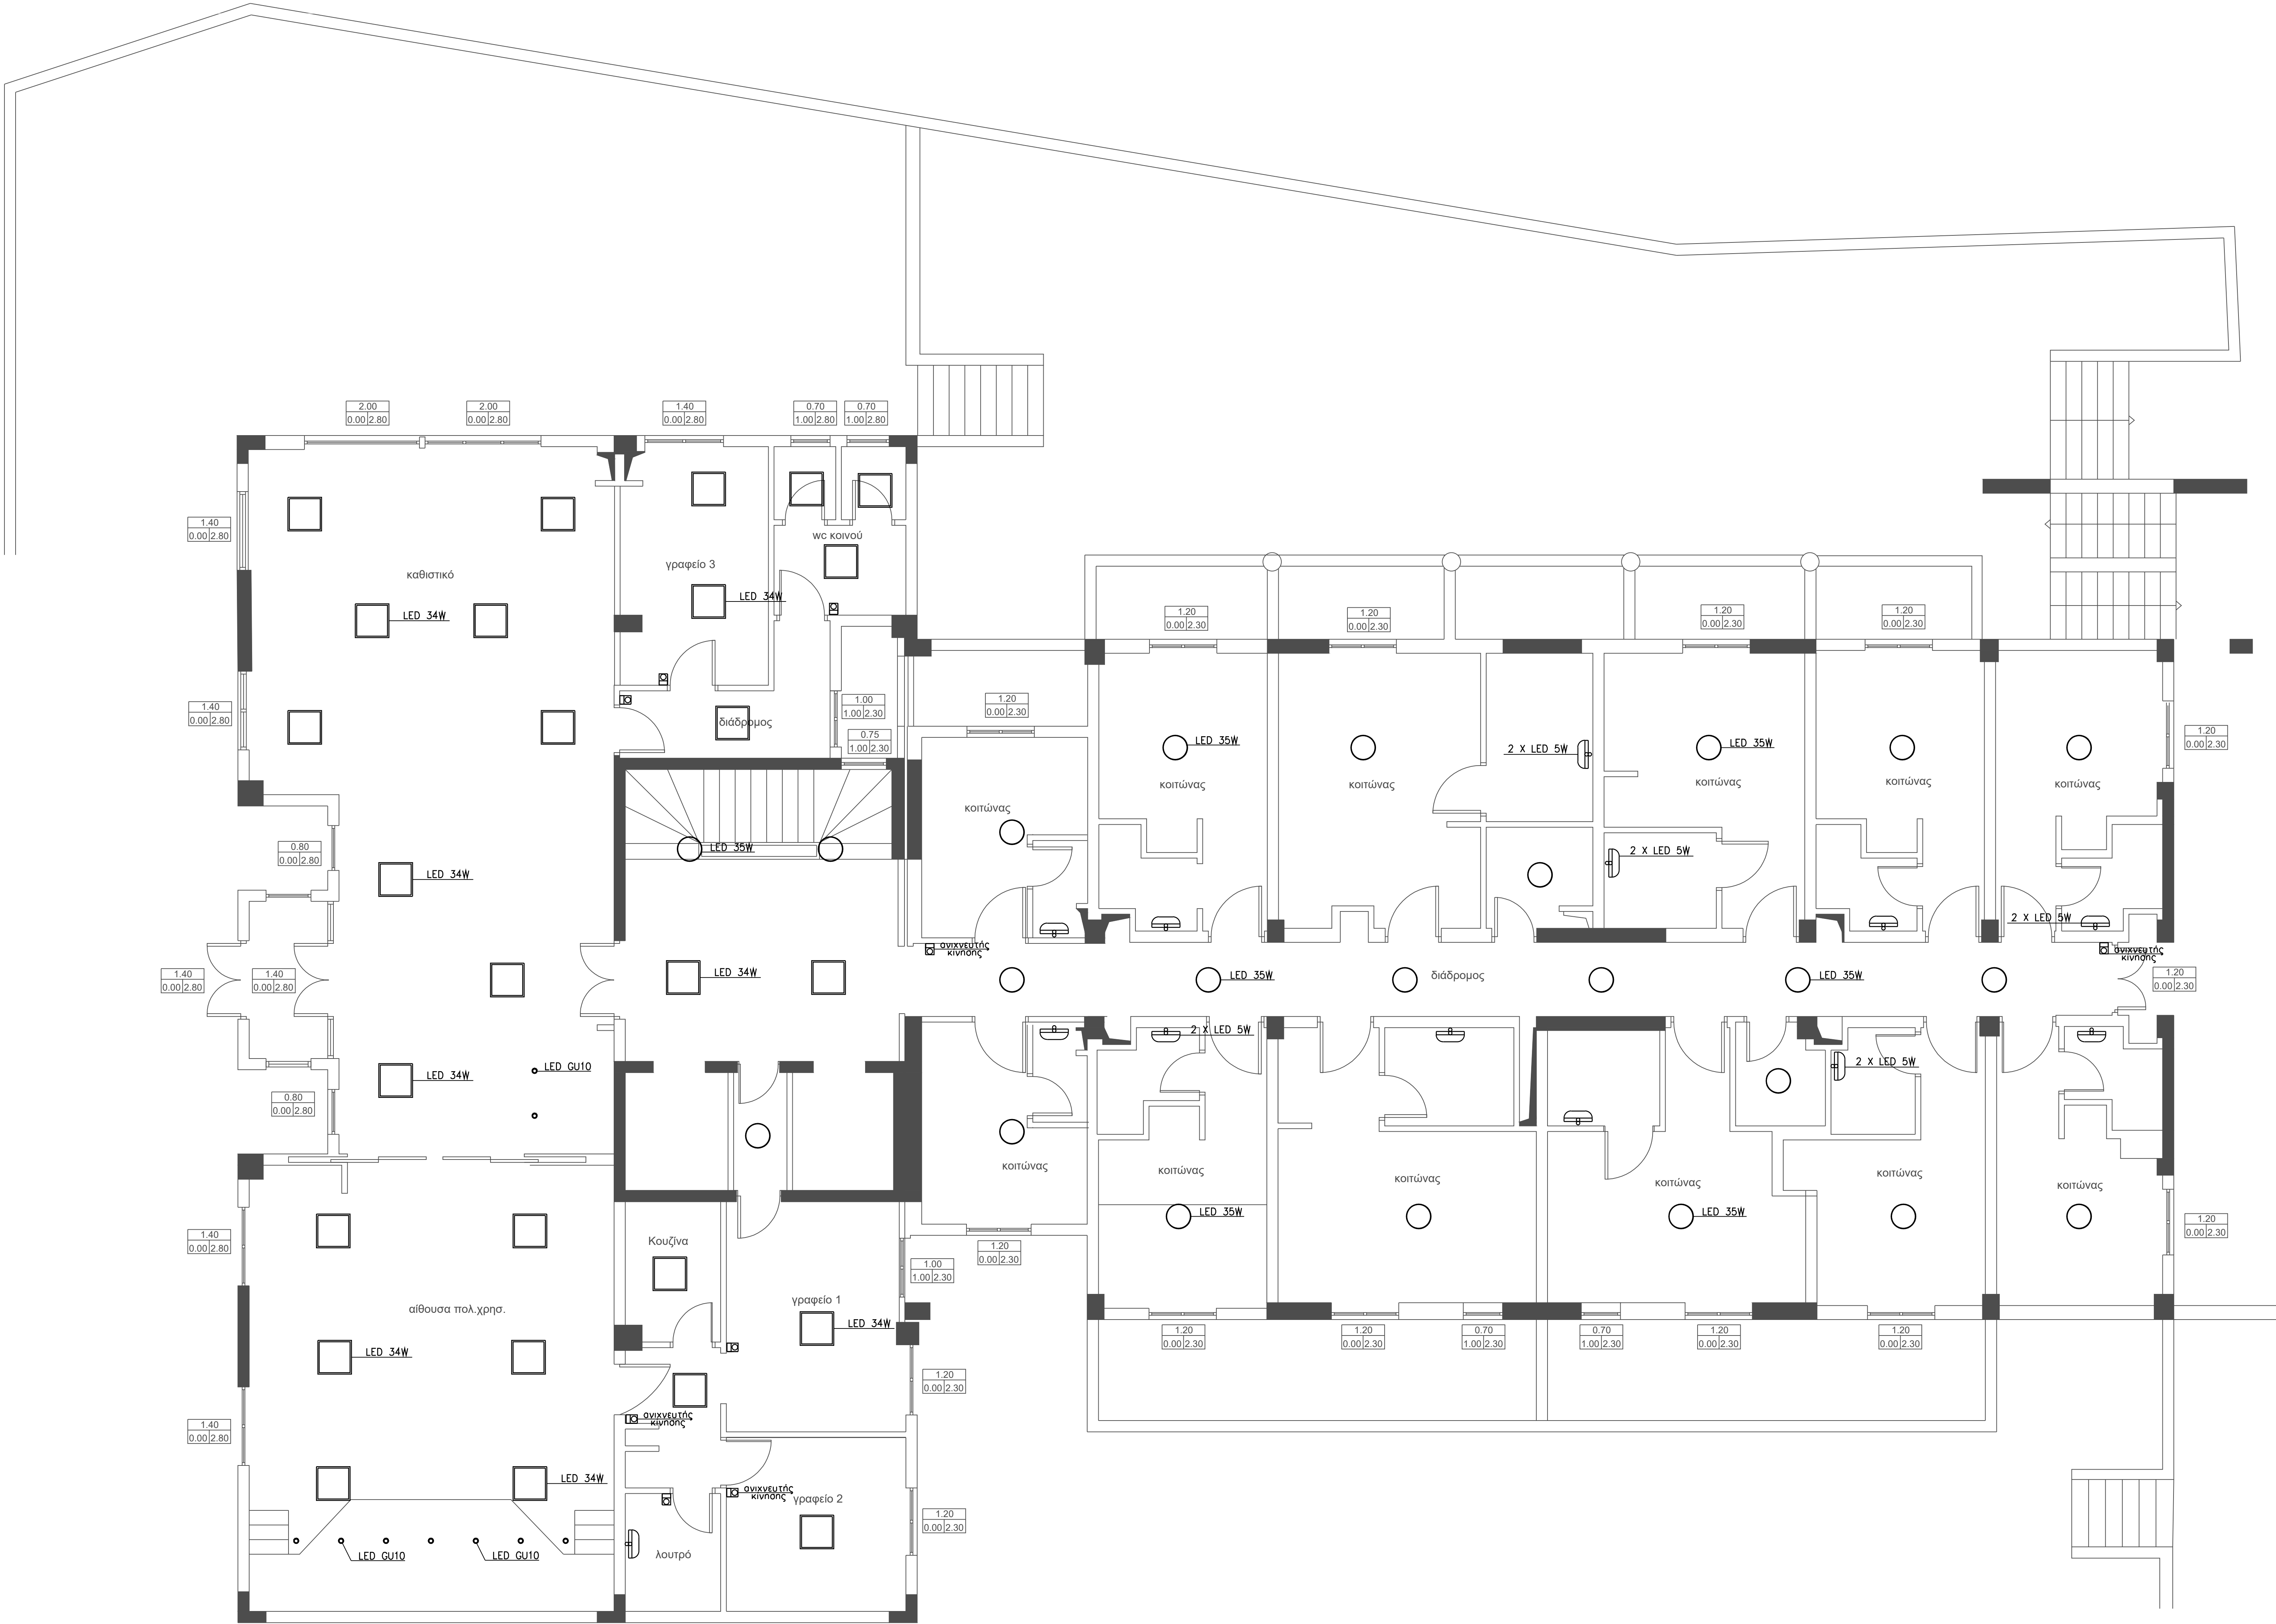 2.00
0.00 2.80
2.00
0.00 2.80
1.40
0.00 2.80
0.70
1.00 2.80
0.70
1.00 2.80
1.40
0.00 2.80
wc κοινού
γραφείο 3
καθιστικό
LED 34W
LED 34W
1.20
0.00 2.30
1.20
0.00 2.30
1.20
0.00 2.30
1.20
0.00 2.30
1.40
0.00 2.80
διάδρομος
1.00
1.00 2.30
0.75
1.00 2.30
1.20
0.00 2.30
LED 35W
2 X LED 5W
LED 35W
1.20
0.00 2.30
κοιτώνας
κοιτώνας
κοιτώνας
κοιτώνας
κοιτώνας
κοιτώνας
0.80
0.00 2.80
LED 35W
2 X LED 5W
LED 34W
2 X LED 5W
ανιχνευτής
κίνησης
ανιχνευτής
κίνησης
1.40
0.00 2.80
1.40
0.00 2.80
LED 34W
LED 35W
διάδρομος
LED 35W
1.20
0.00 2.30
2 X LED 5W
LED GU10
LED 34W
2 X LED 5W
0.80
0.00 2.80
κοιτώνας
κοιτώνας
κοιτώνας
κοιτώνας
κοιτώνας
κοιτώνας
LED 35W
LED 35W
1.20
0.00 2.30
1.40
0.00 2.80
Κουζίνα
1.20
0.00 2.30
1.00
1.00 2.30
αίθουσα πολ.χρησ.
γραφείο 1
LED 34W
1.20
0.00 2.30
1.20
0.00 2.30
0.70
1.00 2.30
0.70
1.00 2.30
1.20
0.00 2.30
1.20
0.00 2.30
LED 34W
1.20
0.00 2.30
ανιχνευτής
κίνησης
1.40
0.00 2.80
LED 34W
ανιχνευτής
κίνησης
γραφείο 2
1.20
0.00 2.30
LED GU10
LED GU10
λουτρό